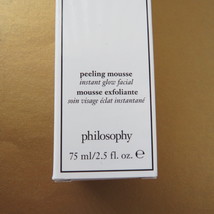 peeling mousse
instant glow facial
mousse exfoliante
soin visage éclat instantané
philosophy
75 ml/2.5 fl. oz. ℮